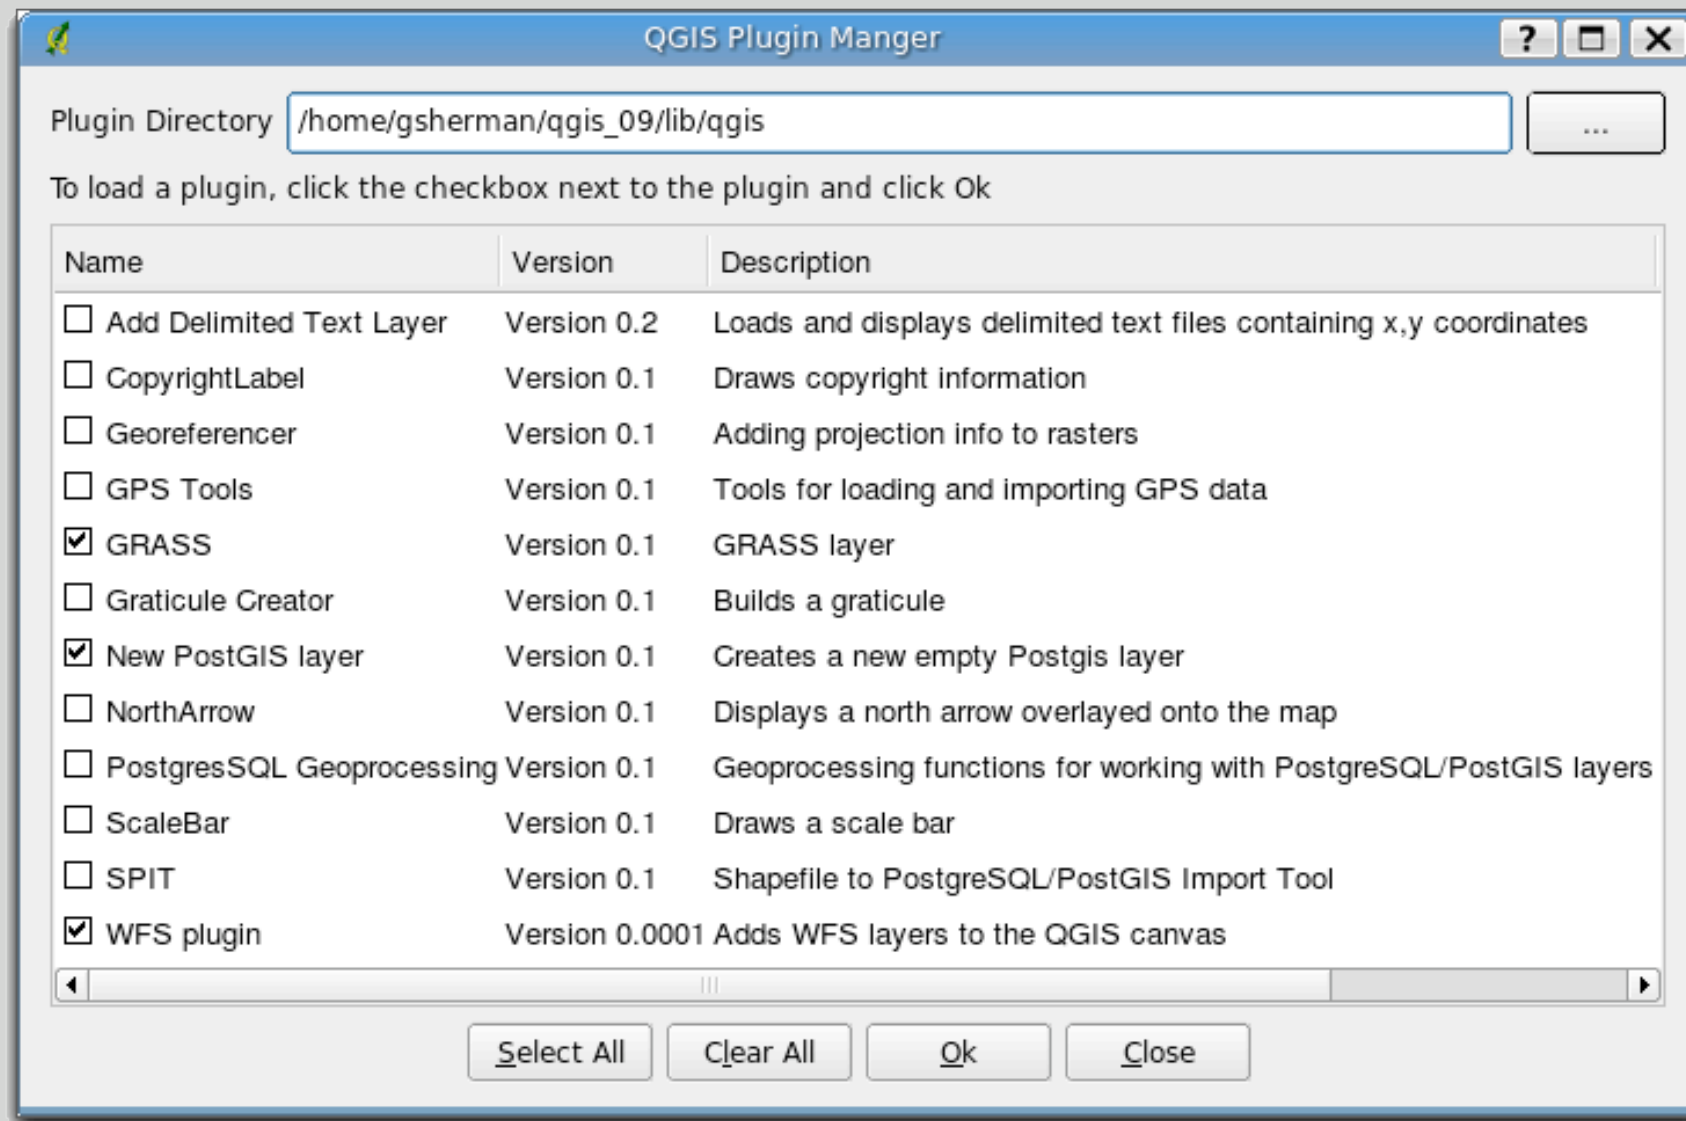 QGIS Plugin Manger
?
Plugin Directory /home/gsherman/qgis_09/lib/qgis ...
To load a plugin, click the checkbox next to the plugin and click Ok
Name Version Description
Add Delimited Text Layer Version 0.2 Loads and displays delimited text files containing x,y coordinates
CopyrightLabel Version 0.1 Draws copyright information
Georeferencer Version 0.1 Adding projection info to rasters
GPS Tools Version 0.1 Tools for loading and importing GPS data
GRASS Version 0.1 GRASS layer
Graticule Creator Version 0.1 Builds a graticule
New PostGIS layer Version 0.1 Creates a new empty Postgis layer
NorthArrow Version 0.1 Displays a north arrow overlayed onto the map
PostgresSQL Geoprocessing Version 0.1 Geoprocessing functions for working with PostgreSQL/PostGIS layers
ScaleBar Version 0.1 Draws a scale bar
SPIT Version 0.1 Shapefile to PostgreSQL/PostGIS Import Tool
WFS plugin Version 0.0001 Adds WFS layers to the QGIS canvas
Select All Clear All Ok Close